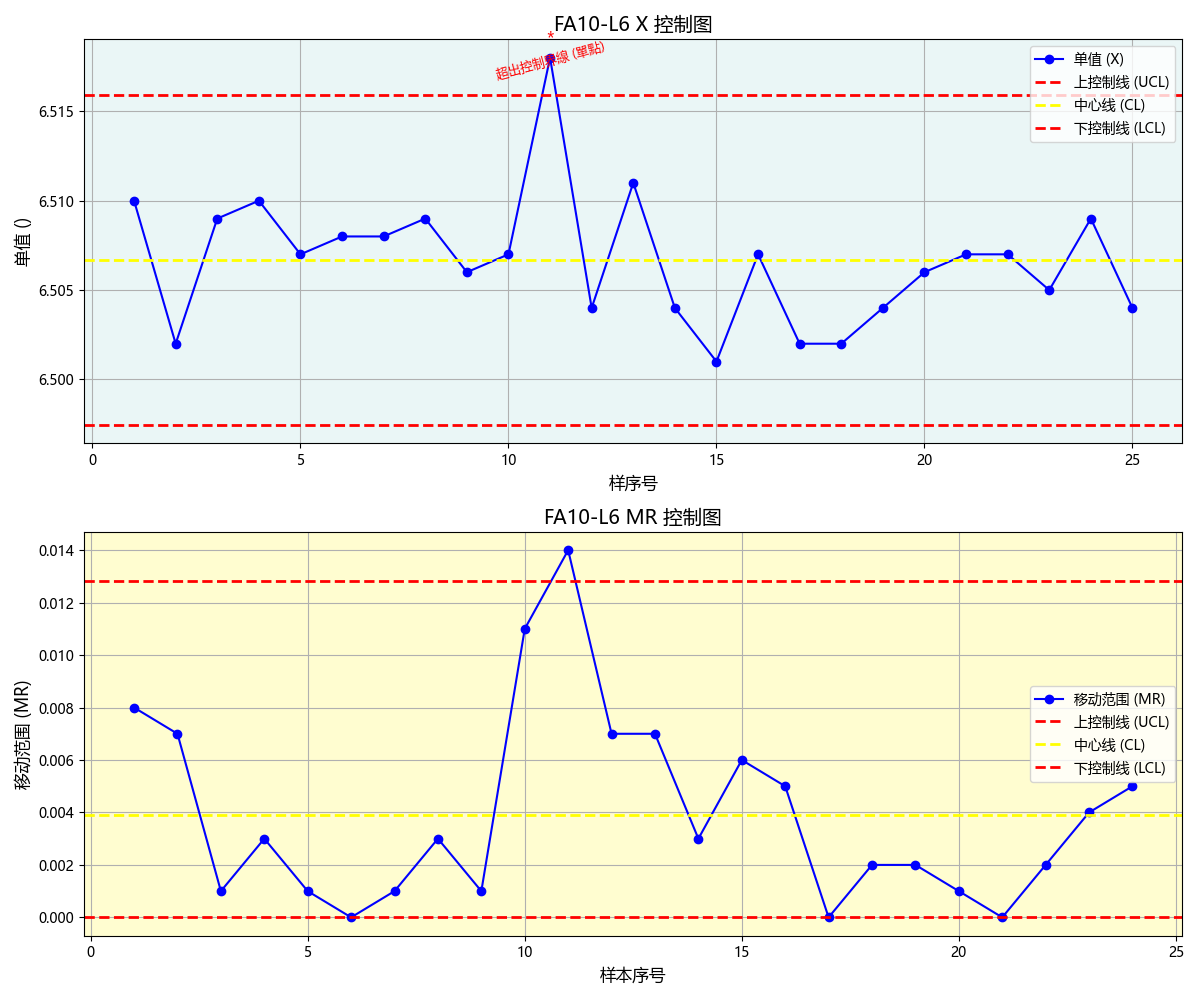 FA10-L6 X 控制图
*
超出控制界線 (單點)
单值 (X)
上控制线 (UCL)
中心线 (CL)
下控制线 (LCL)
单值 ()
6.515
6.510
6.505
6.500
0 5 10 15 20 25
样序号
FA10-L6 MR 控制图
移动范围 (MR)
0.014
0.012
0.010
0.008
0.006
0.004
0.002
0.000
移动范围 (MR)
上控制线 (UCL)
中心线 (CL)
下控制线 (LCL)
0 5 10 15 20 25
样本序号